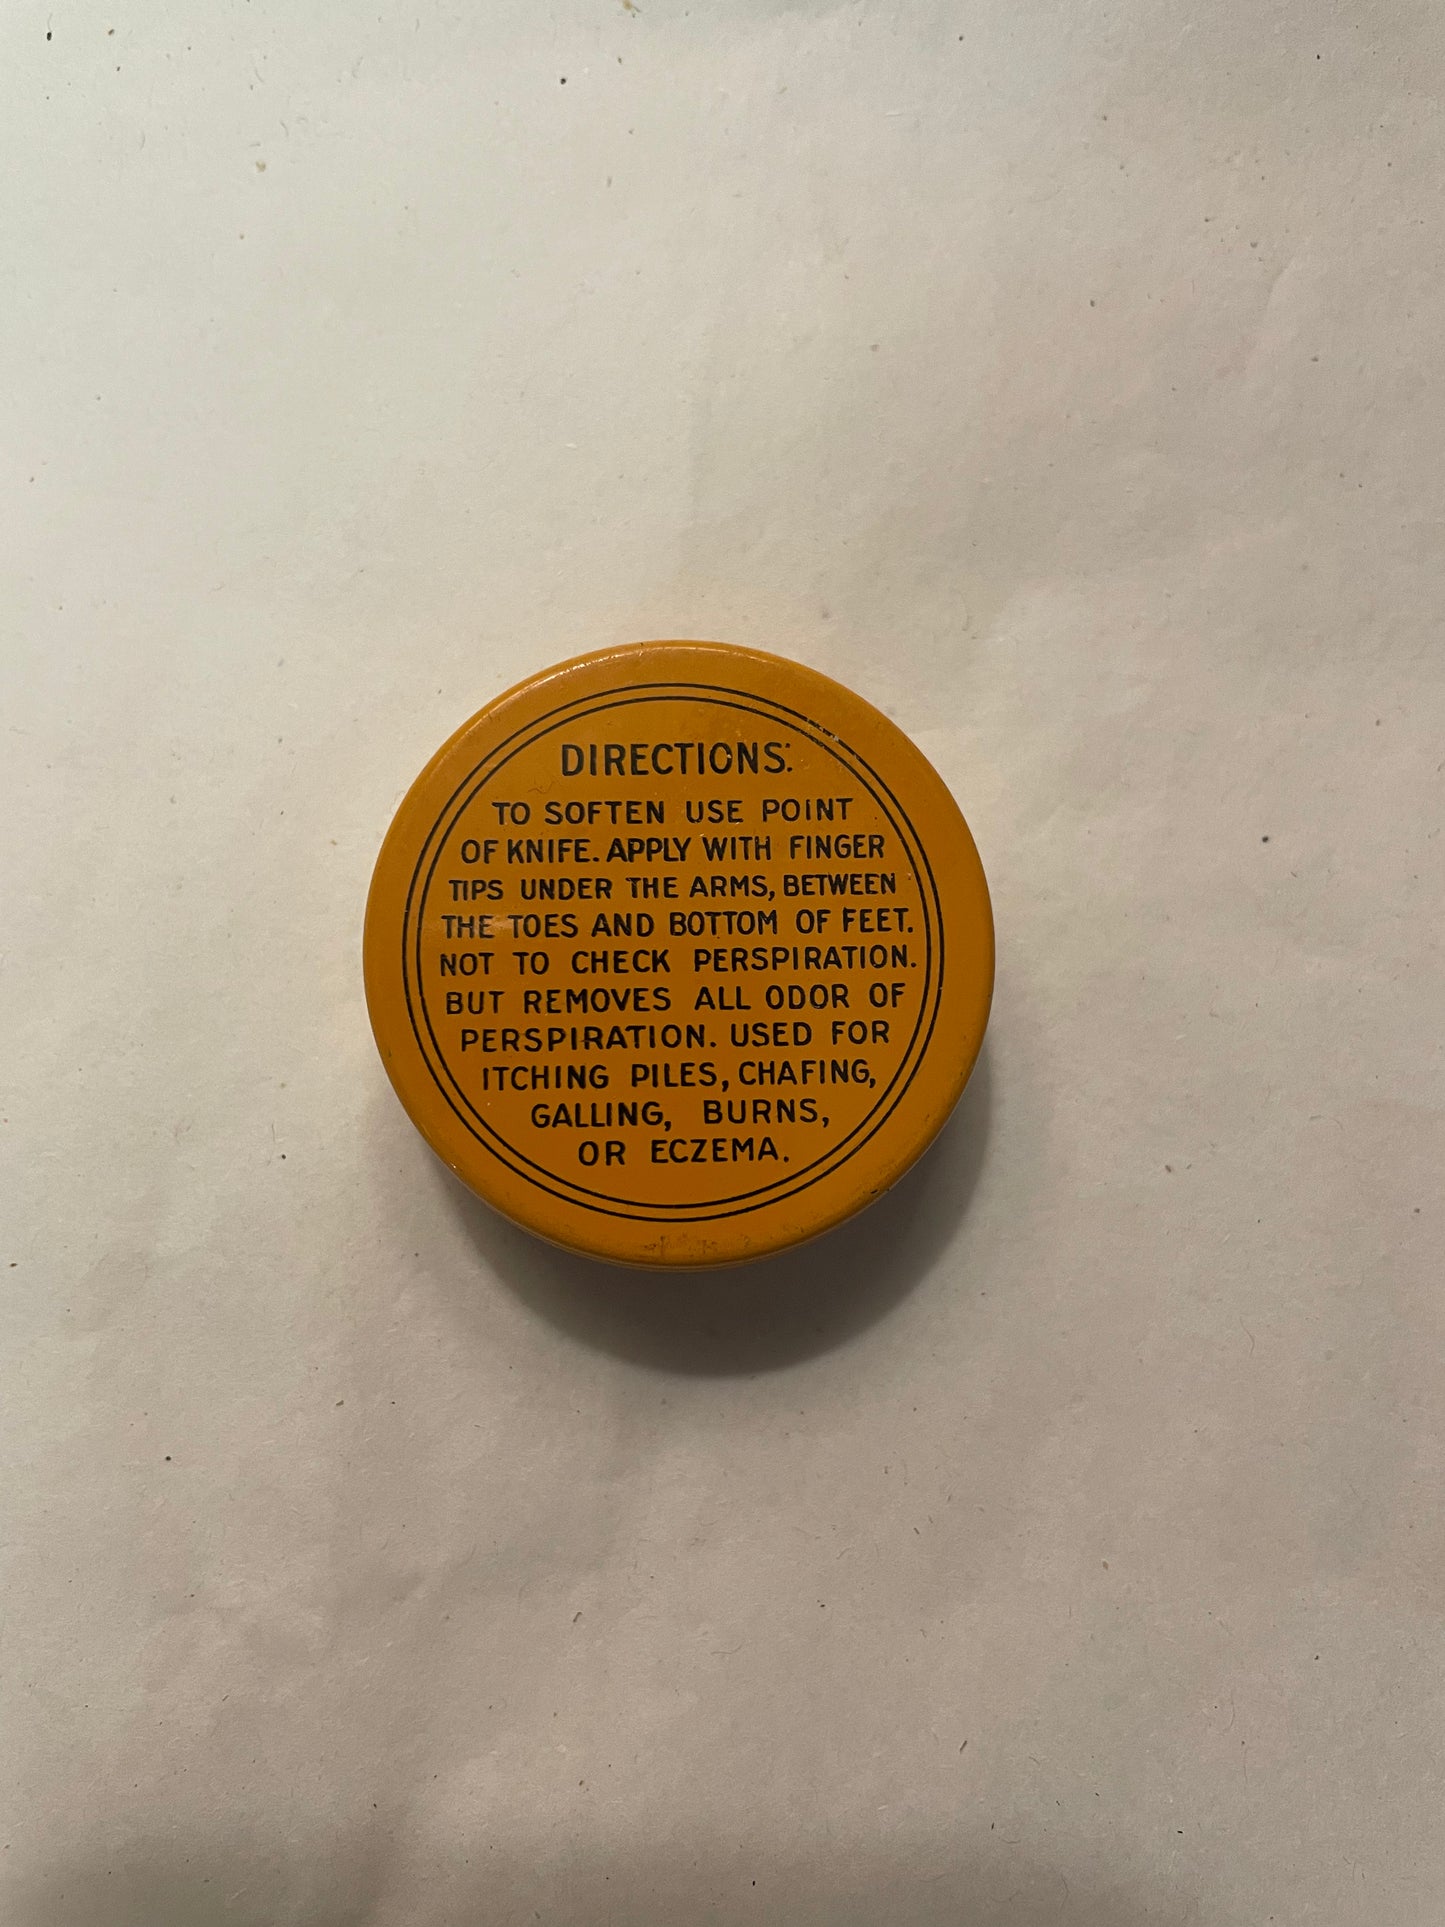 DIRECTIONS:
TO SOFTEN USE POINT
OF KNIFE. APPLY WITH FINGER
TIPS UNDER THE ARMS, BETWEEN
THE TOES AND BOTTOM OF FEET.
NOT TO CHECK PERSPIRATION.
BUT REMOVES ALL ODOR OF
PERSPIRATION. USED FOR
ITCHING PILES, CHAFING,
GALLING, BURNS,
OR ECZEMA.